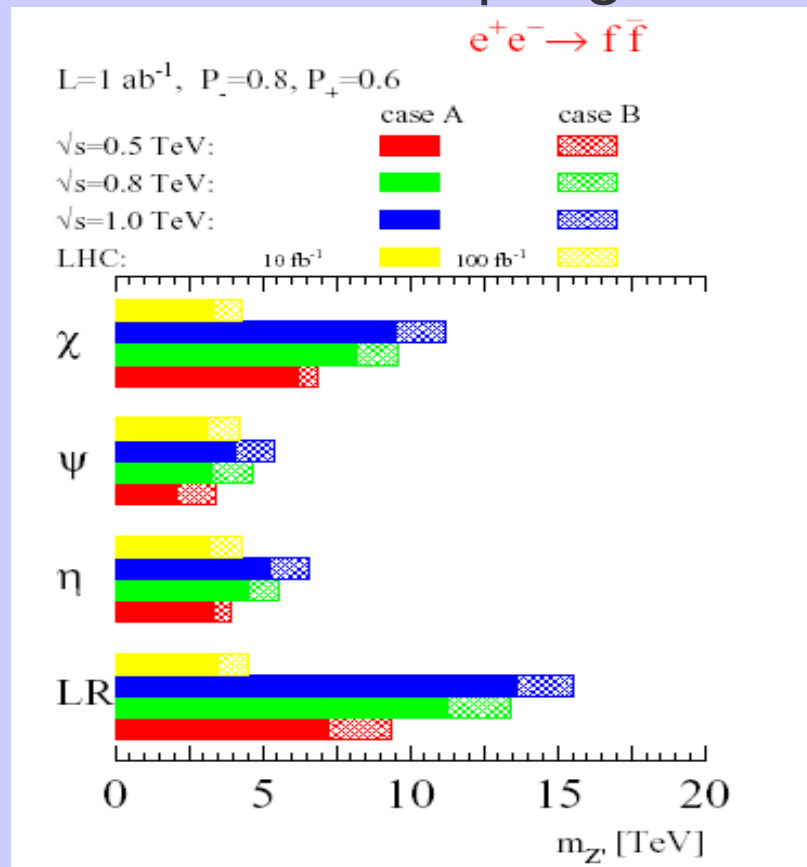 e⁺e⁻→ f f̄
L=1 ab⁻¹, P₋=0.8, P₊=0.6
case A case B
√s=0.5 TeV:
√s=0.8 TeV:
√s=1.0 TeV:
LHC: 10 fb⁻¹ 100 fb⁻¹
χ
ψ
η
LR
0 5 10 15 20
m_Z' [TeV]